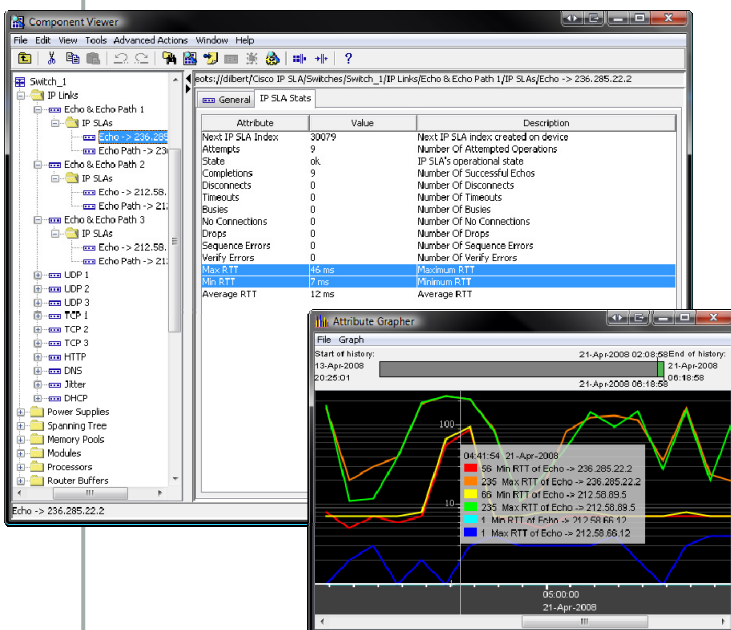 Component Viewer
File Edit View Tools Advanced Actions Window Help
eots://dilbert/Cisco IP SLA/Switches/Switch_1/IP Links/Echo & Echo Path 1/IP SLAs/Echo -> 236.285.22.2
Switch_1
IP Links
Echo & Echo Path 1
IP SLAs
Echo -> 236.285
Echo Path -> 23
Echo & Echo Path 2
IP SLAs
Echo -> 212.58.
Echo Path -> 21
Echo & Echo Path 3
IP SLAs
Echo -> 212.58.
Echo Path -> 21
UDP 1
UDP 2
UDP 3
TCP 1
TCP 2
TCP 3
HTTP
DNS
Jitter
DHCP
Power Supplies
Spanning Tree
Memory Pools
Modules
Processors
Router Buffers
General IP SLA Stats
Attribute Value Description
Next IP SLA Index 30079 Next IP SLA index created on device
Attempts 9 Number Of Attempted Operations
State ok IP SLA's operational state
Completions 9 Number Of Successful Echos
Disconnects 0 Number Of Disconnects
Timeouts 0 Number Of Timeouts
Busies 0 Number Of Busies
No Connections 0 Number Of No Connections
Drops 0 Number Of Drops
Sequence Errors 0 Number Of Sequence Errors
Verify Errors 0 Number Of Verify Errors
Max RTT 46 ms Maximum RTT
Min RTT 7 ms Minimum RTT
Average RTT 12 ms Average RTT
Echo -> 236.285.22.2
Attribute Grapher
File Graph
Start of history: 21-Apr-2008 02:08:58 End of history:
13-Apr-2008 21-Apr-2008
20:25:01 06:18:58
21-Apr-2008 06:18:58
100
10
04:41:54 21-Apr-2008
56 Min RTT of Echo -> 236.285.22.2
235 Max RTT of Echo -> 236.285.22.2
66 Min RTT of Echo -> 212.58.89.5
235 Max RTT of Echo -> 212.58.89.5
1 Min RTT of Echo -> 212.58.66.12
1 Max RTT of Echo -> 212.58.66.12
05:00:00
21-Apr-2008